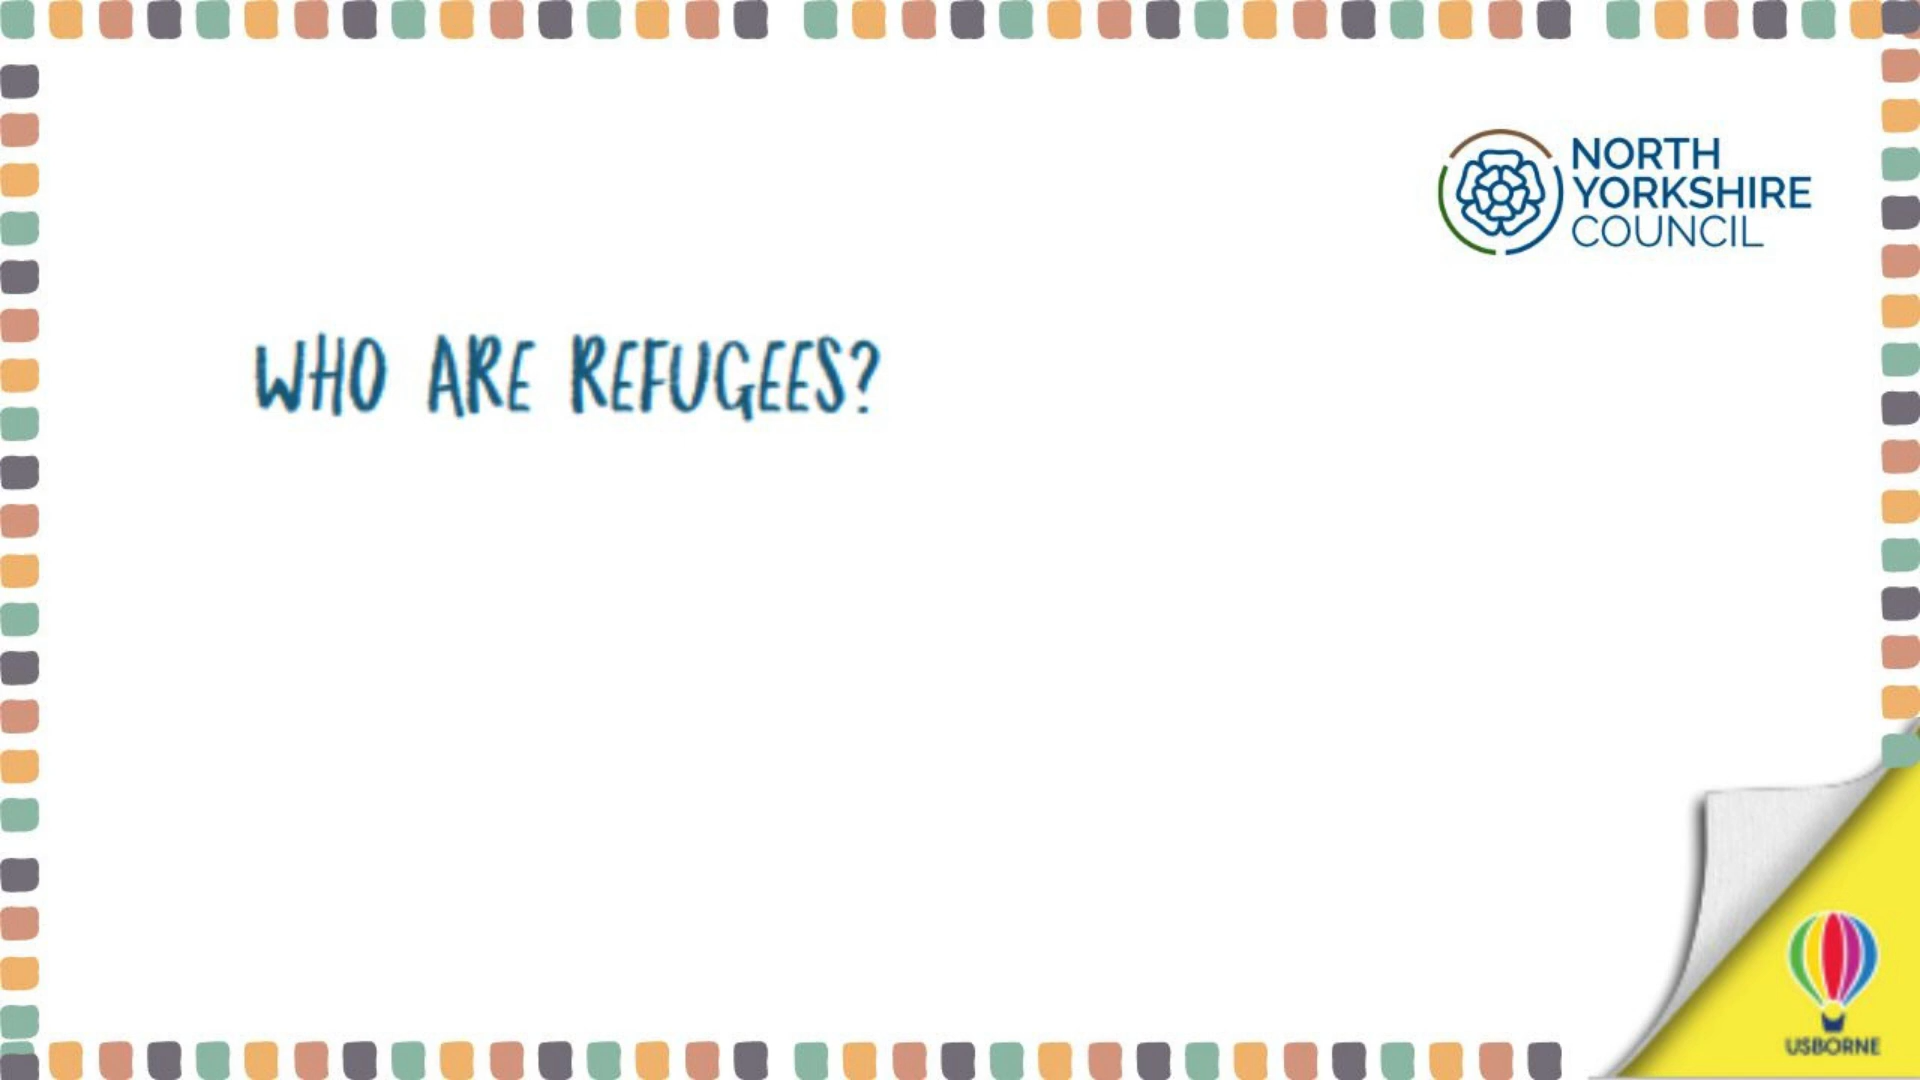 NORTH
YORKSHIRE
COUNCIL
WHO ARE REFUGEES?
USBORNE